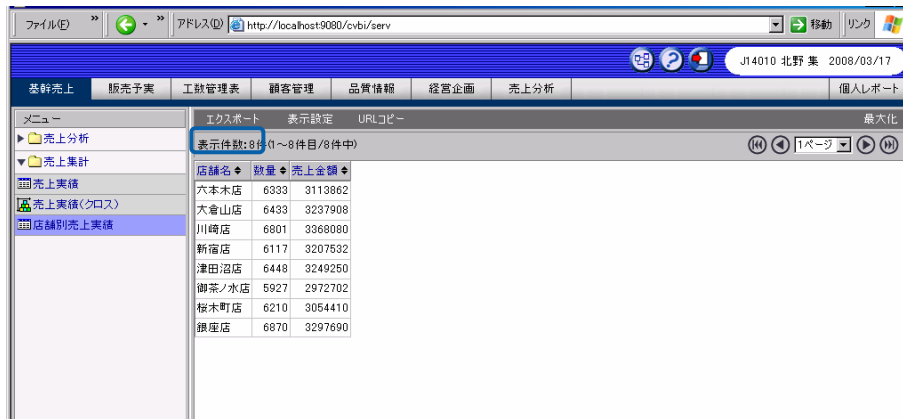 ファイル(F) » » アドレス(D) http://localhost:9080/cvbi/serv 移動 リンク
J14010 北野 集 2008/03/17
基幹売上 販売予実 工数管理表 顧客管理 品質情報 経営企画 売上分析 個人レポート
メニュー エクスポート 表示設定 URLコピー 最大化
売上分析 表示件数:8件(1～8件目/8件中) 1ページ
売上集計
売上実績
売上実績(クロス)
店舗別売上実績
店舗名 数量 売上金額
六本木店 6333 3113862
大倉山店 6433 3237908
川崎店 6801 3368080
新宿店 6117 3207532
津田沼店 6448 3249250
御茶ノ水店 5927 2972702
桜木町店 6210 3054410
銀座店 6870 3297690